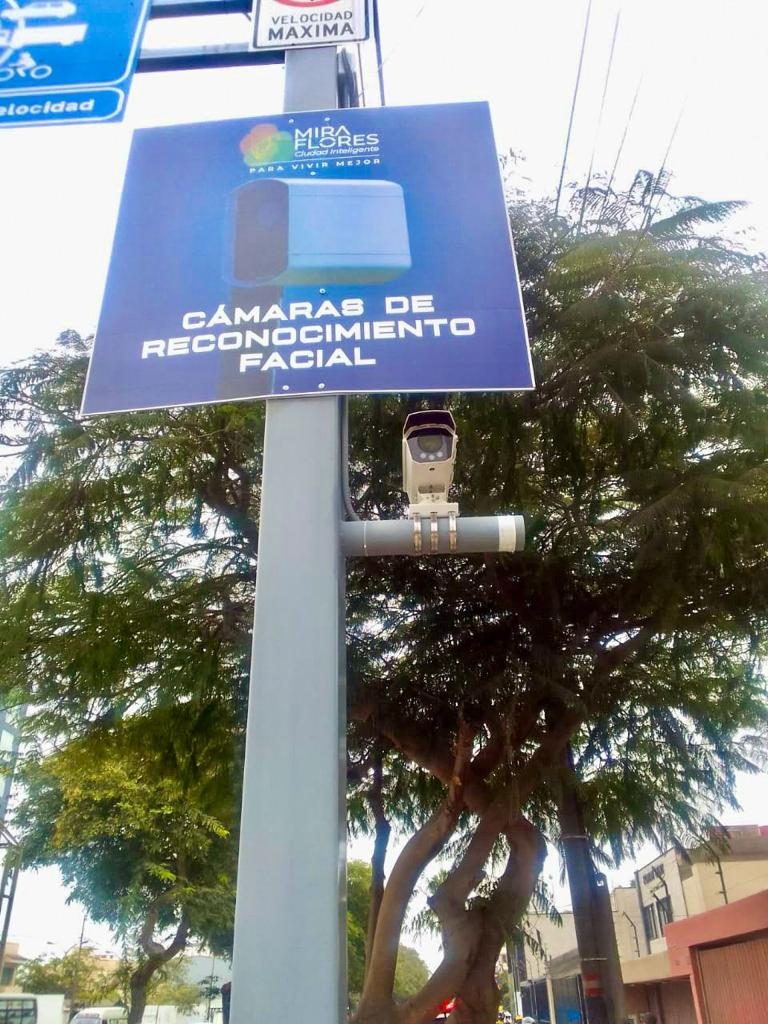 VELOCIDAD
MAXIMA
elocidad
MIRA
FLORES
Ciudad Inteligente
PARA VIVIR MEJOR
CÁMARAS DE
RECONOCIMIENTO
FACIAL